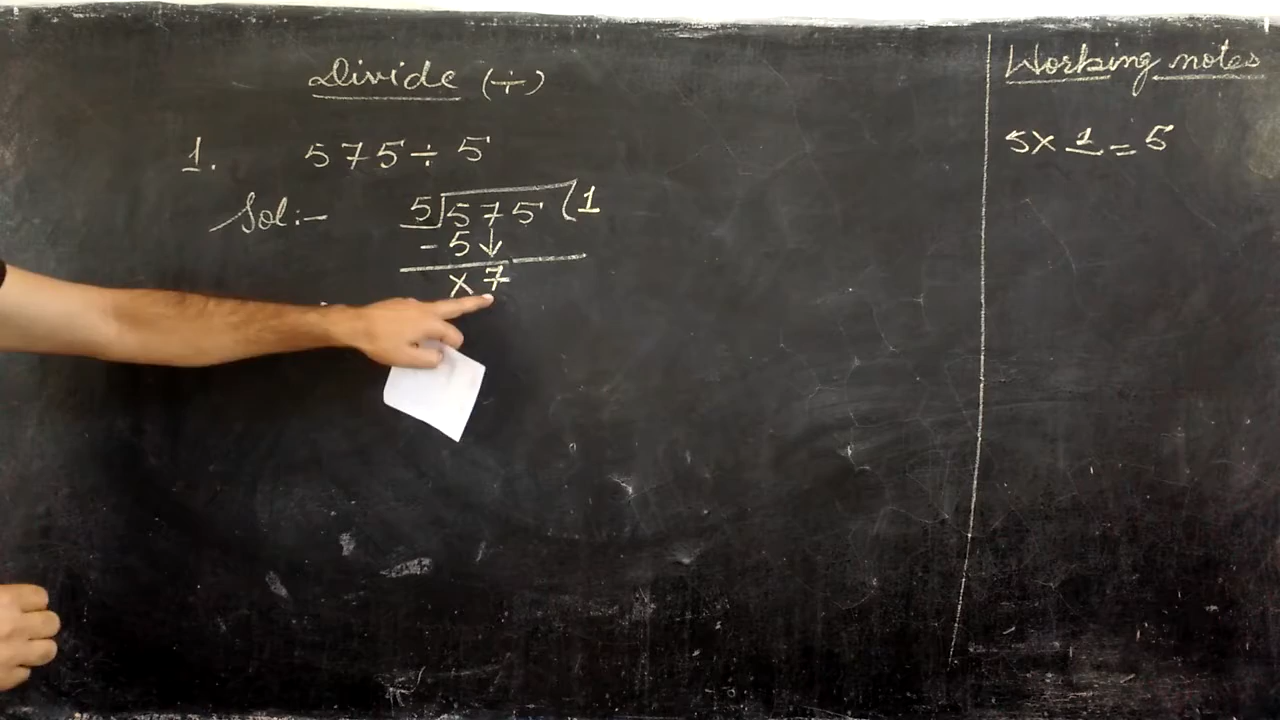 Divide (÷)
1. 575 ÷ 5
Sol:- 5)575(1
-5↓
x 7
Working notes
5 x 1 = 5